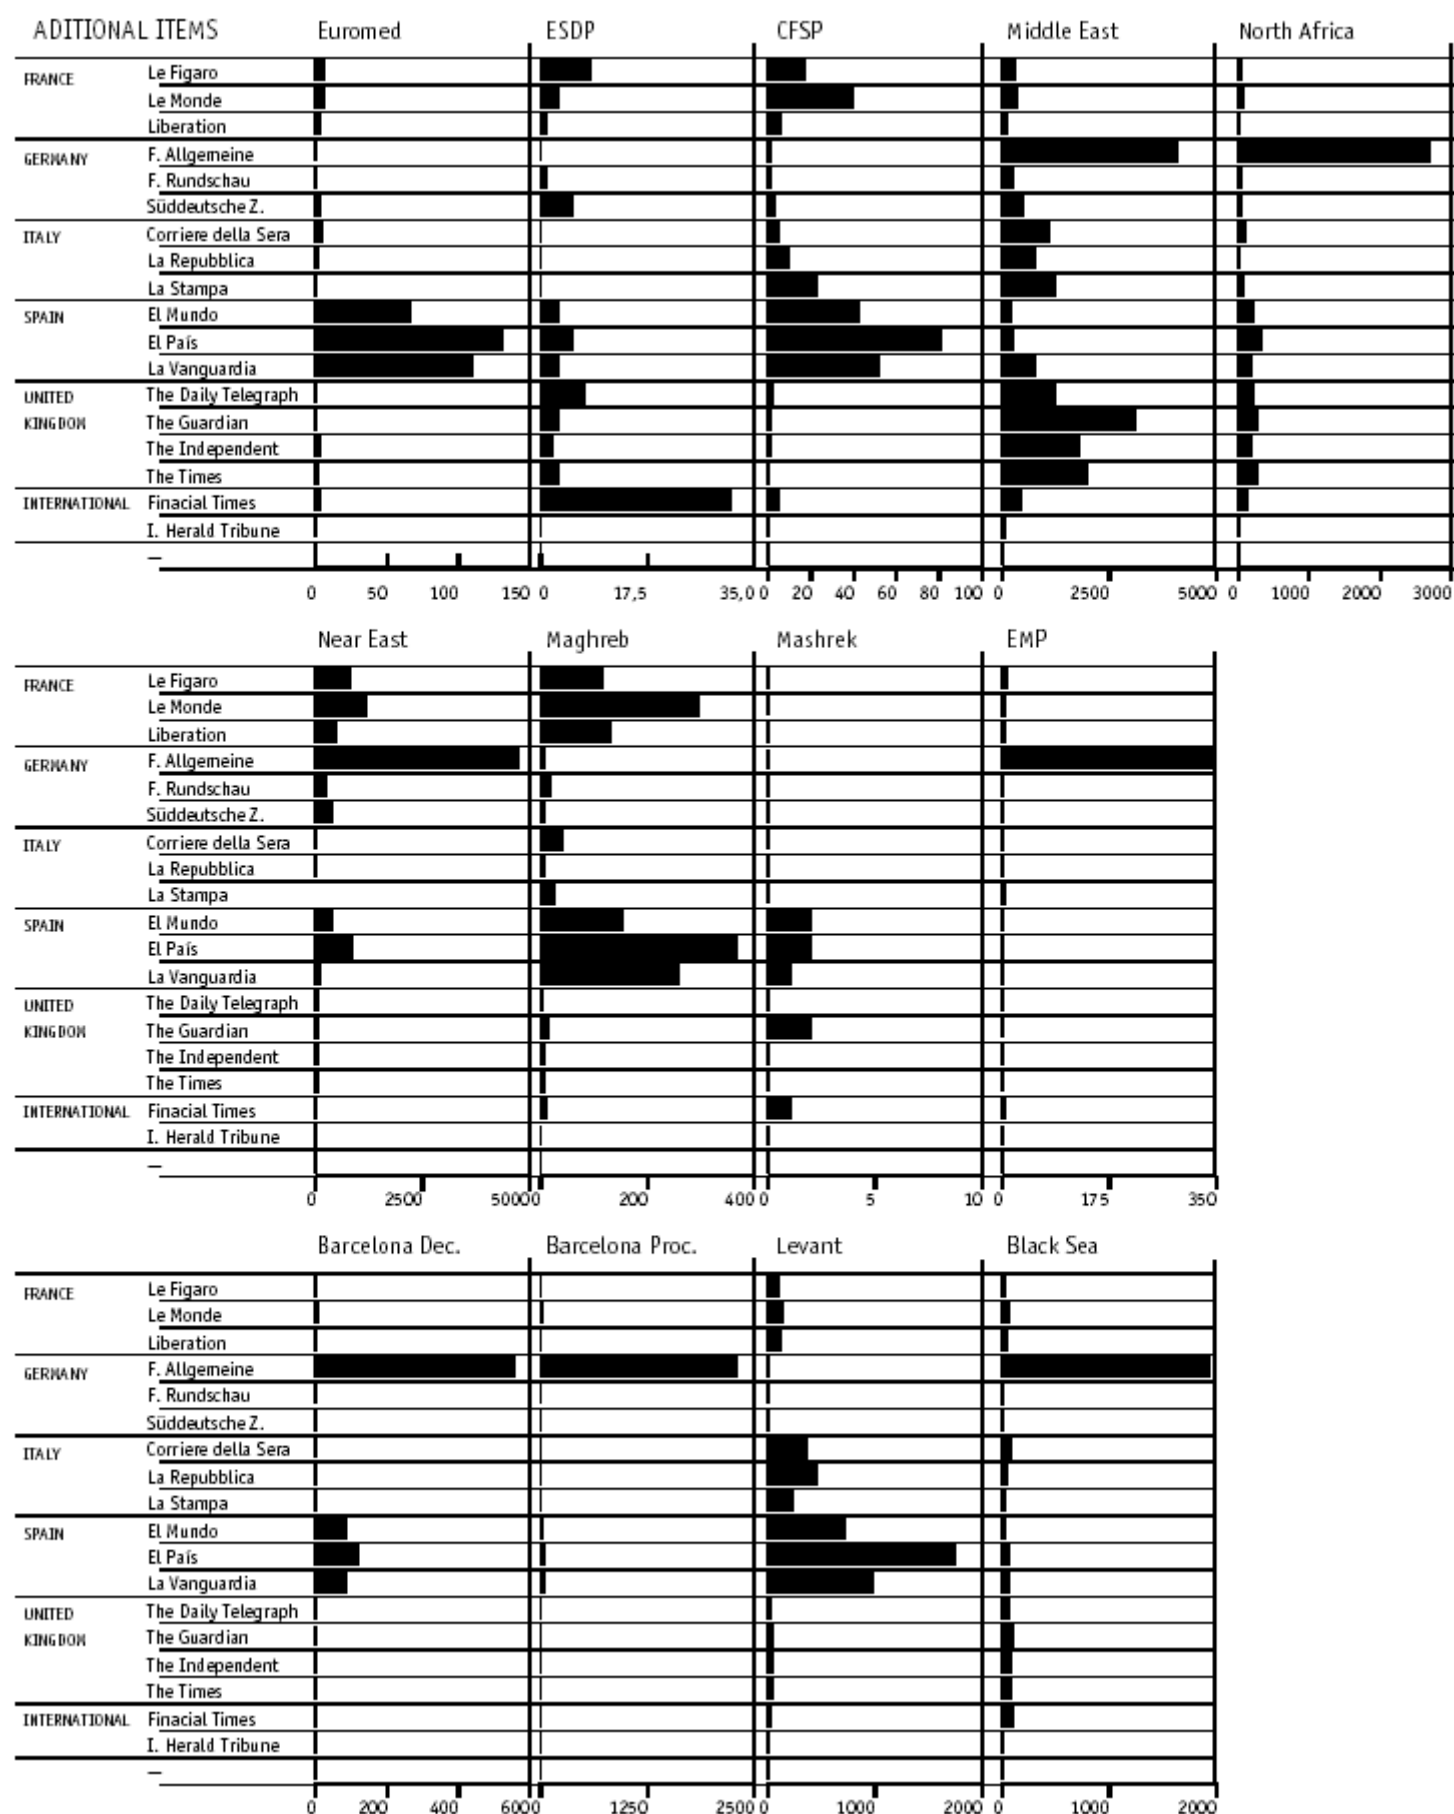 ADITIONAL ITEMS Euromed ESDP CFSP Middle East North Africa
FRANCE Le Figaro
Le Monde
Liberation
GERMANY F. Allgemeine
F. Rundschau
Süddeutsche Z.
ITALY Corriere della Sera
La Repubblica
La Stampa
SPAIN El Mundo
El País
La Vanguardia
UNITED The Daily Telegraph
KINGDOM The Guardian
The Independent
The Times
INTERNATIONAL Finacial Times
I. Herald Tribune
—
0 50 100 150 0 17,5 35,0 0 20 40 60 80 100 0 2500 5000 0 1000 2000 3000
Near East Maghreb Mashrek EMP
FRANCE Le Figaro
Le Monde
Liberation
GERMANY F. Allgemeine
F. Rundschau
Süddeutsche Z.
ITALY Corriere della Sera
La Repubblica
La Stampa
SPAIN El Mundo
El País
La Vanguardia
UNITED The Daily Telegraph
KINGDOM The Guardian
The Independent
The Times
INTERNATIONAL Finacial Times
I. Herald Tribune
—
0 2500 5000 0 200 400 0 5 10 0 175 350
Barcelona Dec. Barcelona Proc. Levant Black Sea
FRANCE Le Figaro
Le Monde
Liberation
GERMANY F. Allgemeine
F. Rundschau
Süddeutsche Z.
ITALY Corriere della Sera
La Repubblica
La Stampa
SPAIN El Mundo
El País
La Vanguardia
UNITED The Daily Telegraph
KINGDOM The Guardian
The Independent
The Times
INTERNATIONAL Finacial Times
I. Herald Tribune
—
0 200 400 600 0 1250 2500 0 1000 2000 0 1000 2000